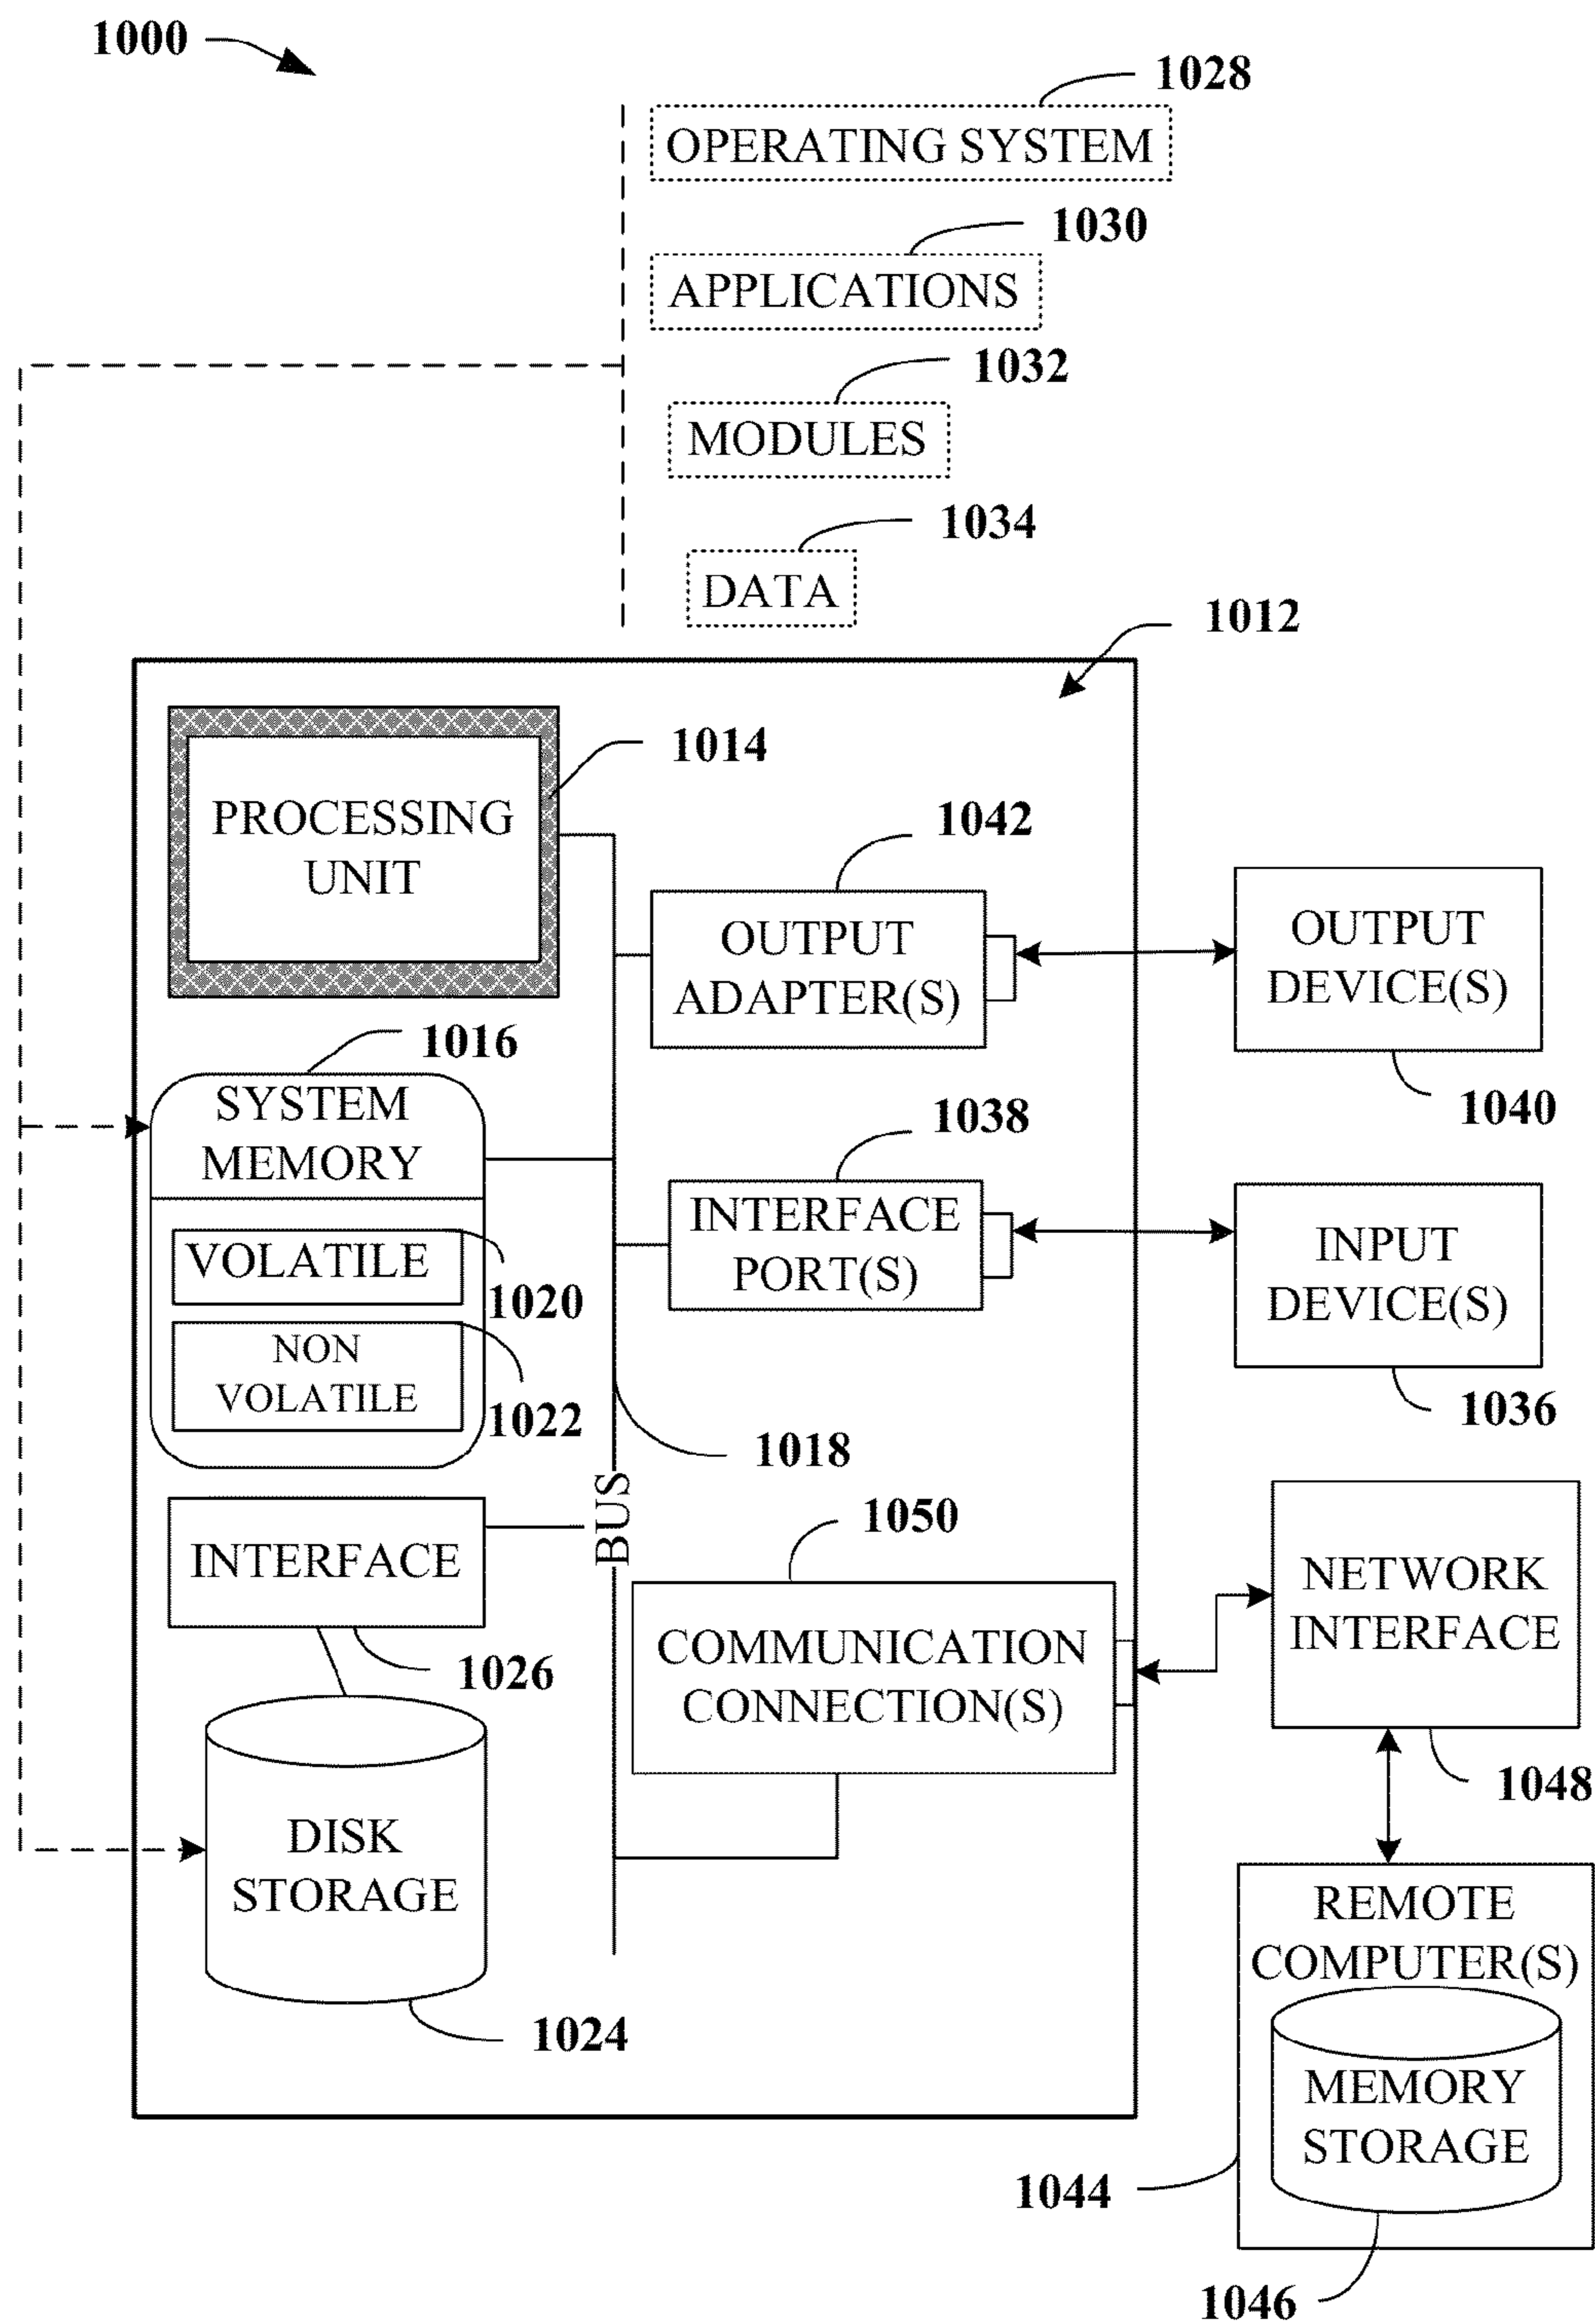 1000
1028
OPERATING SYSTEM
1030
APPLICATIONS
1032
MODULES
1034
DATA
1012
1014
PROCESSING
UNIT
1042
OUTPUT
ADAPTER(S)
OUTPUT
DEVICE(S)
1040
1016
SYSTEM
MEMORY
VOLATILE
1020
NON
VOLATILE
1022
1038
INTERFACE
PORT(S)
INPUT
DEVICE(S)
1036
1018
BUS
INTERFACE
1026
1050
COMMUNICATION
CONNECTION(S)
NETWORK
INTERFACE
1048
DISK
STORAGE
1024
REMOTE
COMPUTER(S)
MEMORY
STORAGE
1044
1046